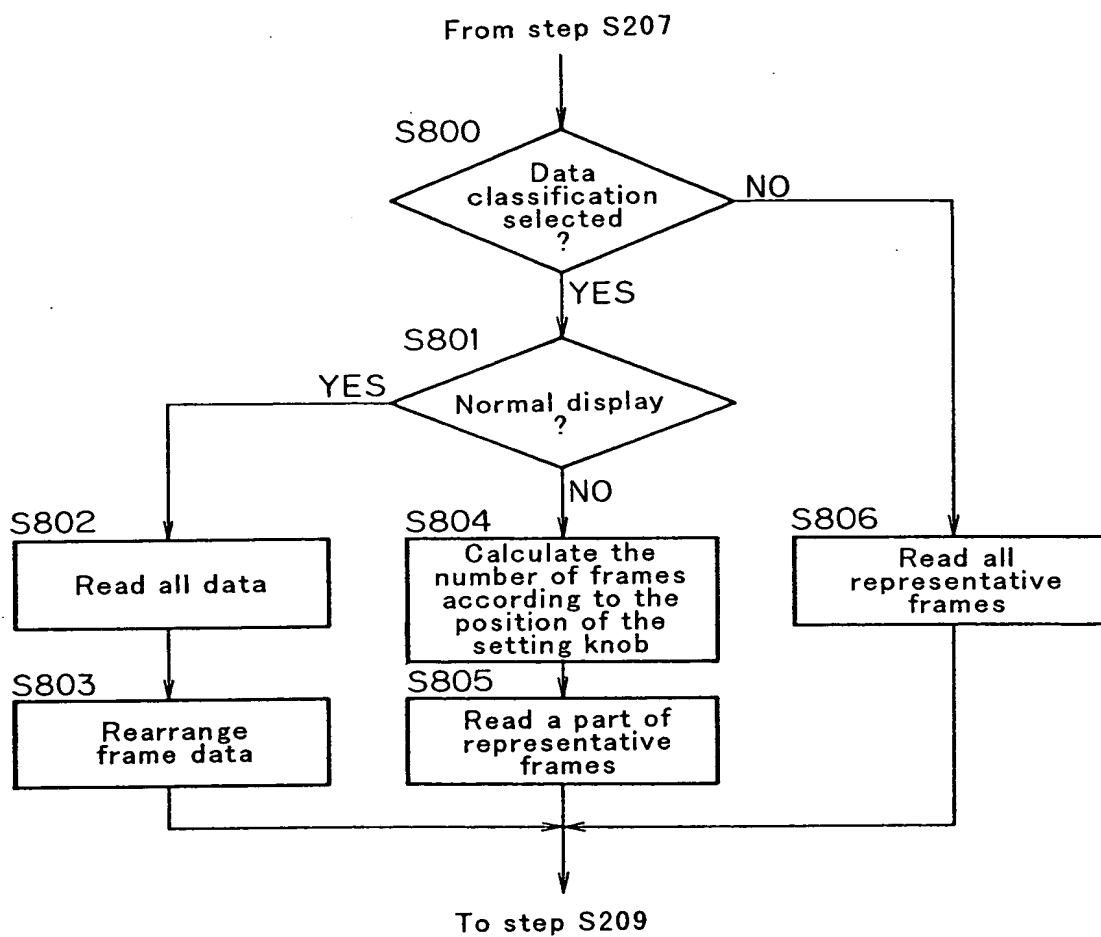 From step S207
S800
Data
classification
selected
?
NO
YES
S801
YES
Normal display
?
NO
S802
Read all data
S804
Calculate the
number of frames
according to the
position of the
setting knob
S806
Read all
representative
frames
S803
Rearrange
frame data
S805
Read a part of
representative
frames
To step S209